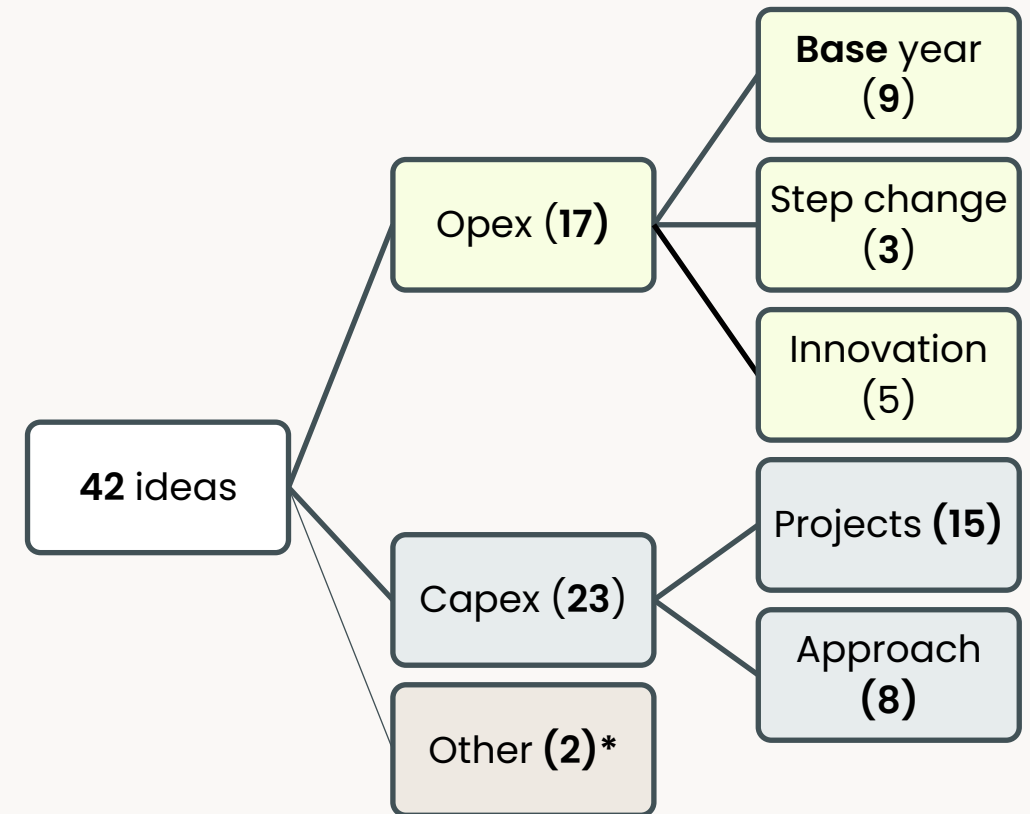 42 ideas
Opex (17)
Base year
(9)
Step change
(3)
Innovation
(5)
Capex (23)
Projects (15)
Approach
(8)
Other (2)*